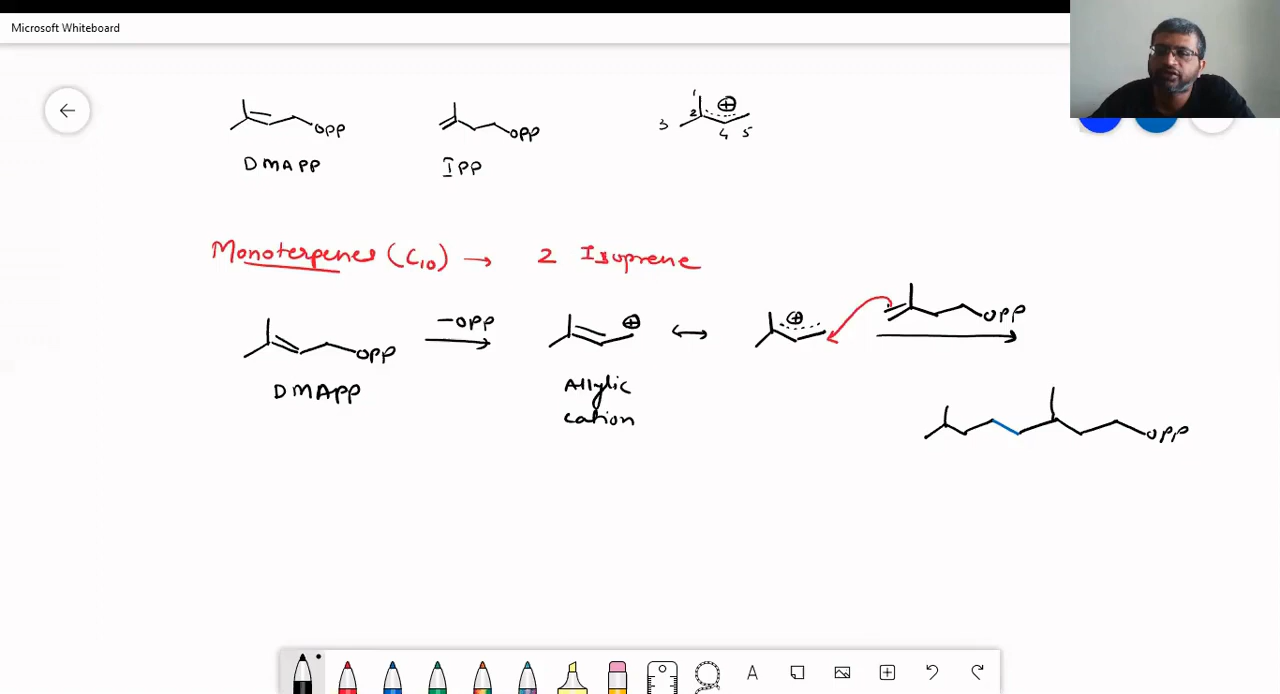 Microsoft Whiteboard
OPP
OPP
1
2
3
4
5
⊕
DMAPP
IPP
Monoterpenes (C10) → 2 Isoprene
OPP
-OPP
⊕
↔
⊕
OPP
DMAPP
Allylic
cation
OPP
A